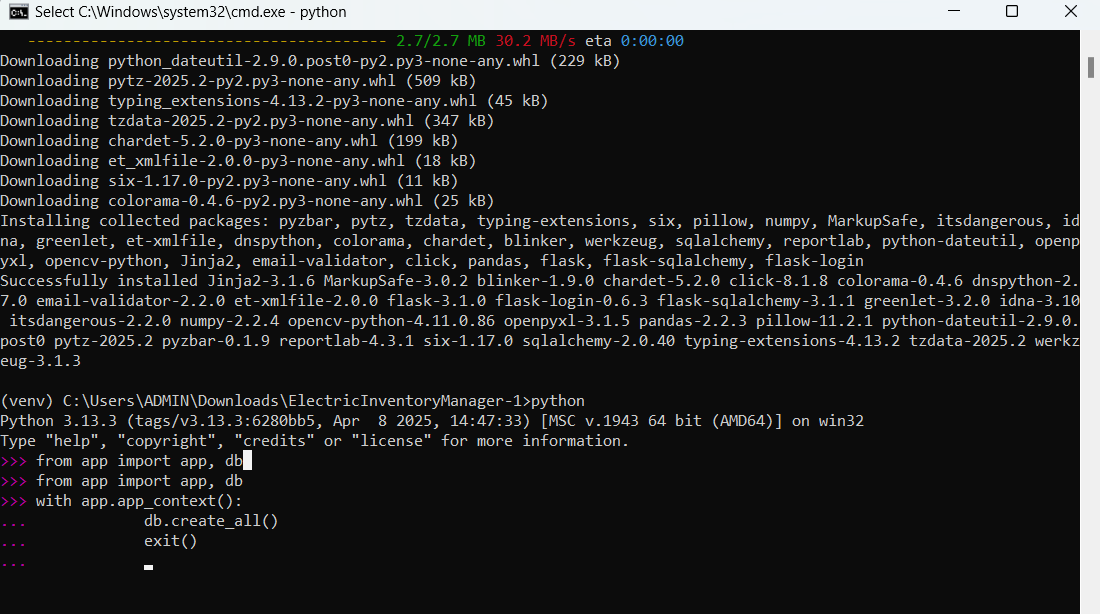 Select C:\Windows\system32\cmd.exe - python
---------------------------------------- 2.7/2.7 MB 30.2 MB/s eta 0:00:00
Downloading python_dateutil-2.9.0.post0-py2.py3-none-any.whl (229 kB)
Downloading pytz-2025.2-py2.py3-none-any.whl (509 kB)
Downloading typing_extensions-4.13.2-py3-none-any.whl (45 kB)
Downloading tzdata-2025.2-py2.py3-none-any.whl (347 kB)
Downloading chardet-5.2.0-py3-none-any.whl (199 kB)
Downloading et_xmlfile-2.0.0-py3-none-any.whl (18 kB)
Downloading six-1.17.0-py2.py3-none-any.whl (11 kB)
Downloading colorama-0.4.6-py2.py3-none-any.whl (25 kB)
Installing collected packages: pyzbar, pytz, tzdata, typing-extensions, six, pillow, numpy, MarkupSafe, itsdangerous, id
na, greenlet, et-xmlfile, dnspython, colorama, chardet, blinker, werkzeug, sqlalchemy, reportlab, python-dateutil, openp
yxl, opencv-python, Jinja2, email-validator, click, pandas, flask, flask-sqlalchemy, flask-login
Successfully installed Jinja2-3.1.6 MarkupSafe-3.0.2 blinker-1.9.0 chardet-5.2.0 click-8.1.8 colorama-0.4.6 dnspython-2.
7.0 email-validator-2.2.0 et-xmlfile-2.0.0 flask-3.1.0 flask-login-0.6.3 flask-sqlalchemy-3.1.1 greenlet-3.2.0 idna-3.10
itsdangerous-2.2.0 numpy-2.2.4 opencv-python-4.11.0.86 openpyxl-3.1.5 pandas-2.2.3 pillow-11.2.1 python-dateutil-2.9.0.
post0 pytz-2025.2 pyzbar-0.1.9 reportlab-4.3.1 six-1.17.0 sqlalchemy-2.0.40 typing-extensions-4.13.2 tzdata-2025.2 werkz
eug-3.1.3
(venv) C:\Users\ADMIN\Downloads\ElectricInventoryManager-1>python
Python 3.13.3 (tags/v3.13.3:6280bb5, Apr  8 2025, 14:47:33) [MSC v.1943 64 bit (AMD64)] on win32
Type "help", "copyright", "credits" or "license" for more information.
>>> from app import app, db
>>> from app import app, db
>>> with app.app_context():
...             db.create_all()
...             exit()
...